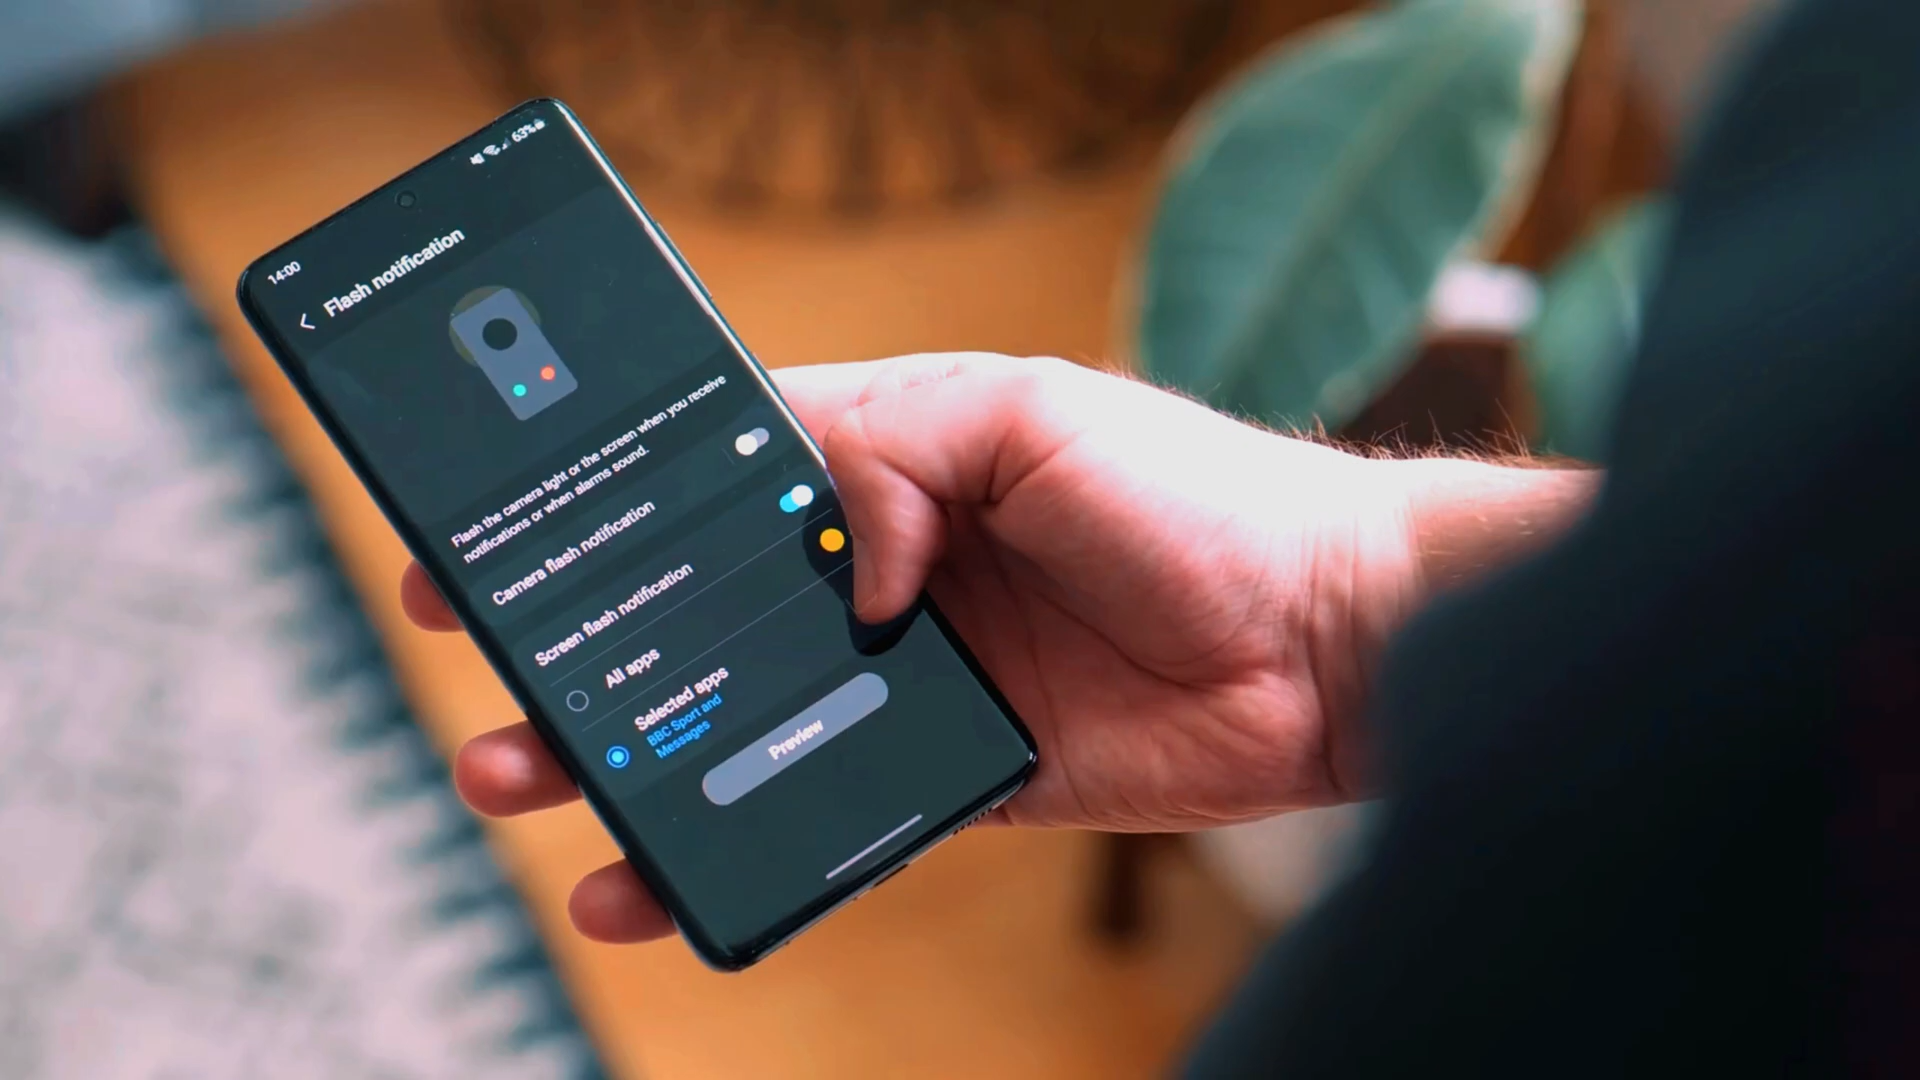 63%
14:00
Flash notification
Flash the camera light or the screen when you receive
notifications or when alarms sound.
Camera flash notification
Screen flash notification
All apps
Selected apps
BBC Sport and
Messages
Preview